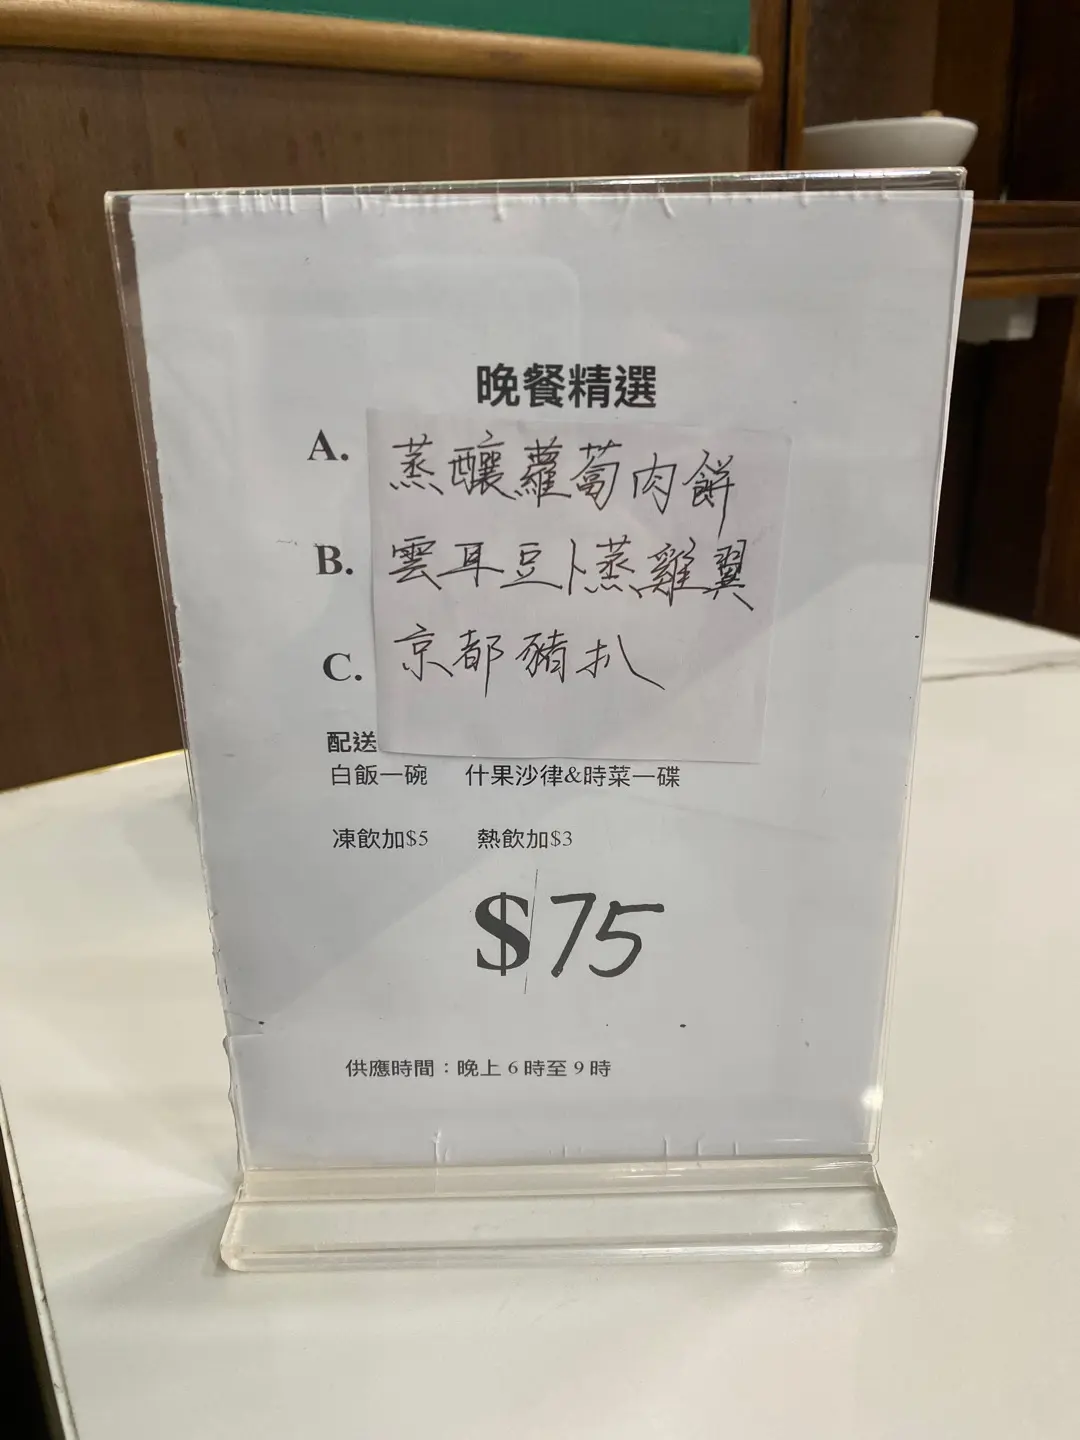 晚餐精選
A. 蒸釀蘿蔔肉餅
B. 雲耳豆卜蒸雞翼
C. 京都豬扒
配送
白飯一碗 什果沙律&時菜一碟
凍飲加$5 熱飲加$3
$75
供應時間：晚上 6 時至 9 時